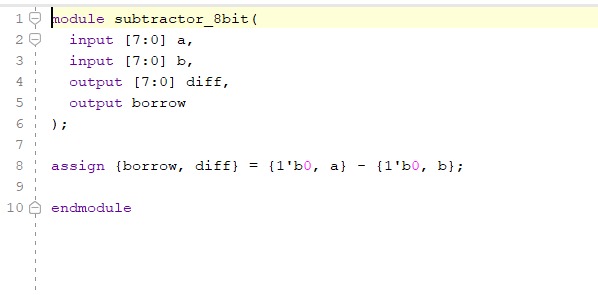 1 module subtractor_8bit(
2   input [7:0] a,
3   input [7:0] b,
4   output [7:0] diff,
5   output borrow
6 );
7
8 assign {borrow, diff} = {1'b0, a} - {1'b0, b};
9
10 endmodule